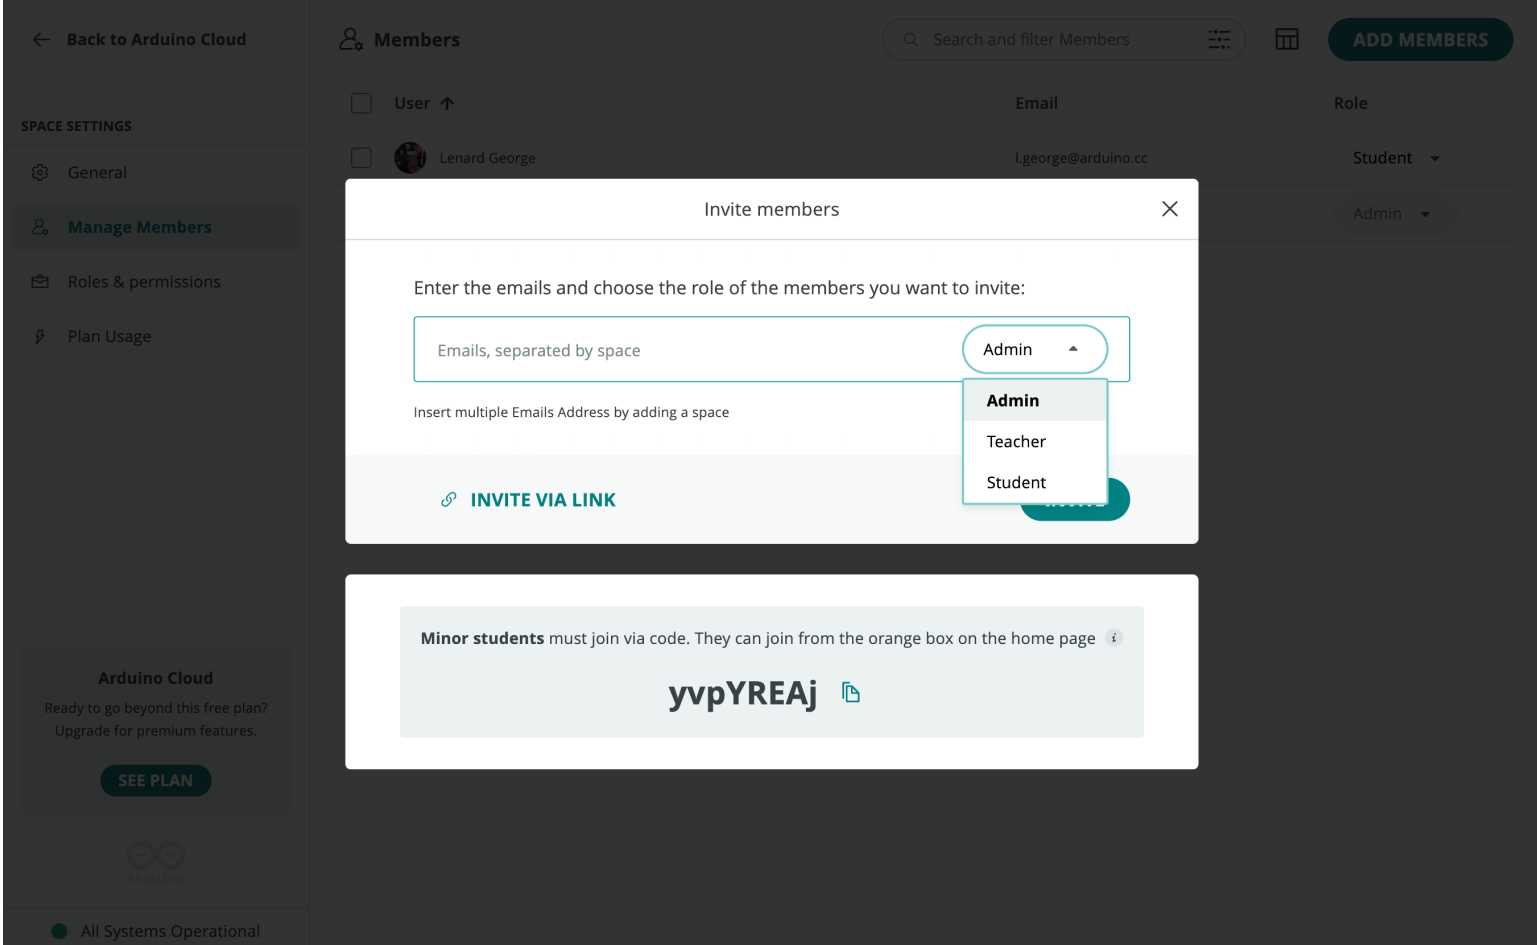 Back to Arduino Cloud
Members
Search and filter Members
ADD MEMBERS
User
Email
Role
SPACE SETTINGS
Lenard George
l.george@arduino.cc
Student
General
Admin
Manage Members
Roles & permissions
Plan Usage
Invite members
Enter the emails and choose the role of the members you want to invite:
Emails, separated by space
Admin
Admin
Teacher
Student
Insert multiple Emails Address by adding a space
INVITE VIA LINK
Minor students must join via code. They can join from the orange box on the home page
yvpYREAj
Arduino Cloud
Ready to go beyond this free plan?
Upgrade for premium features.
SEE PLAN
ARDUINO
All Systems Operational